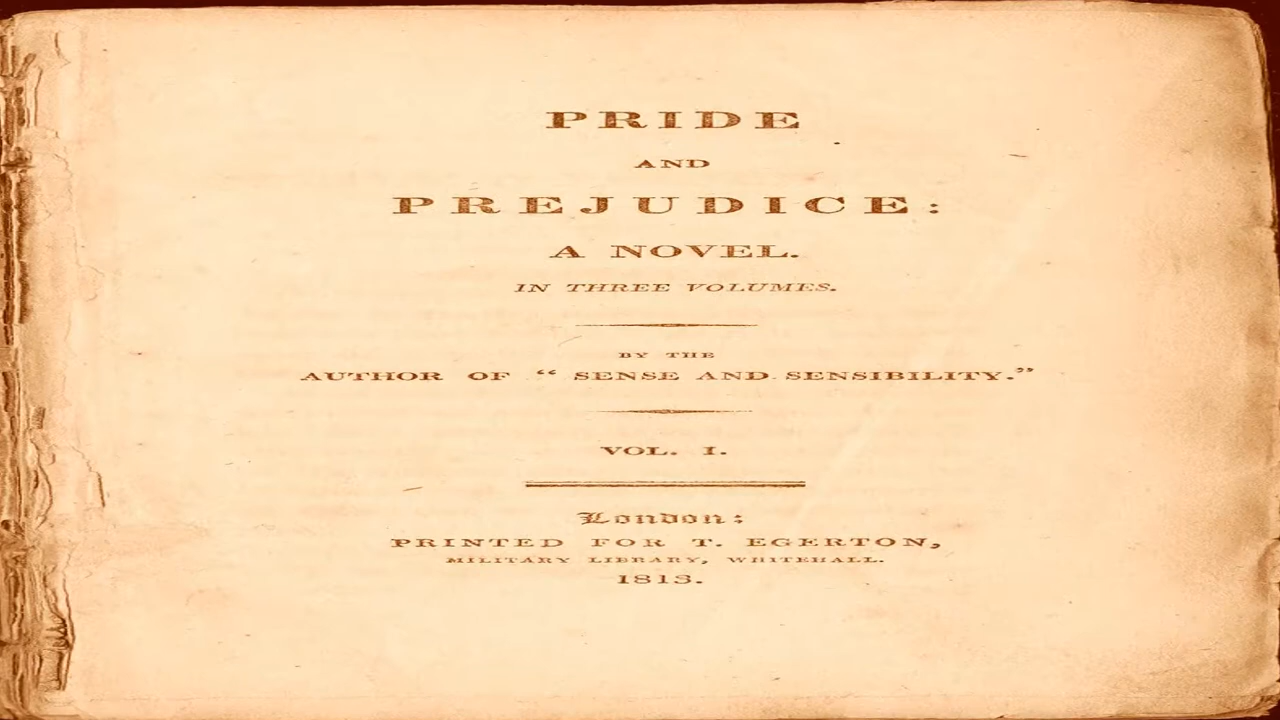 PRIDE
AND
PREJUDICE:
A NOVEL.
IN THREE VOLUMES.
BY THE
AUTHOR OF “ SENSE AND SENSIBILITY.”
VOL. I.
London:
PRINTED FOR T. EGERTON,
MILITARY LIBRARY, WHITEHALL.
1813.